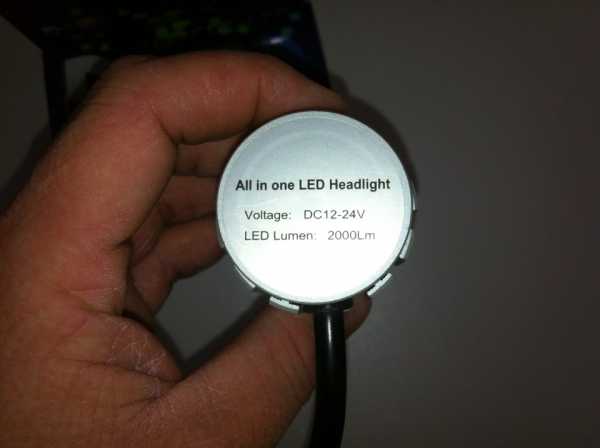 All in one LED Headlight
Voltage: DC12-24V
LED Lumen: 2000Lm